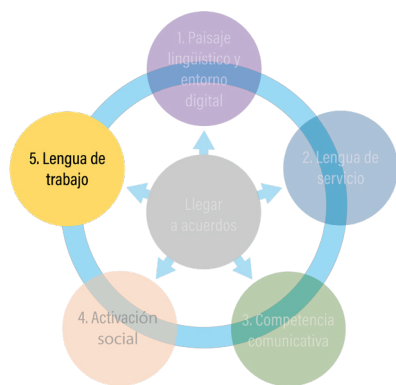 1. Paisaje
lingüístico y
entorno
digital
2. Lengua de
servicio
3. Competencia
comunicativa
4. Activación
social
5. Lengua de
trabajo
Llegar
a acuerdos